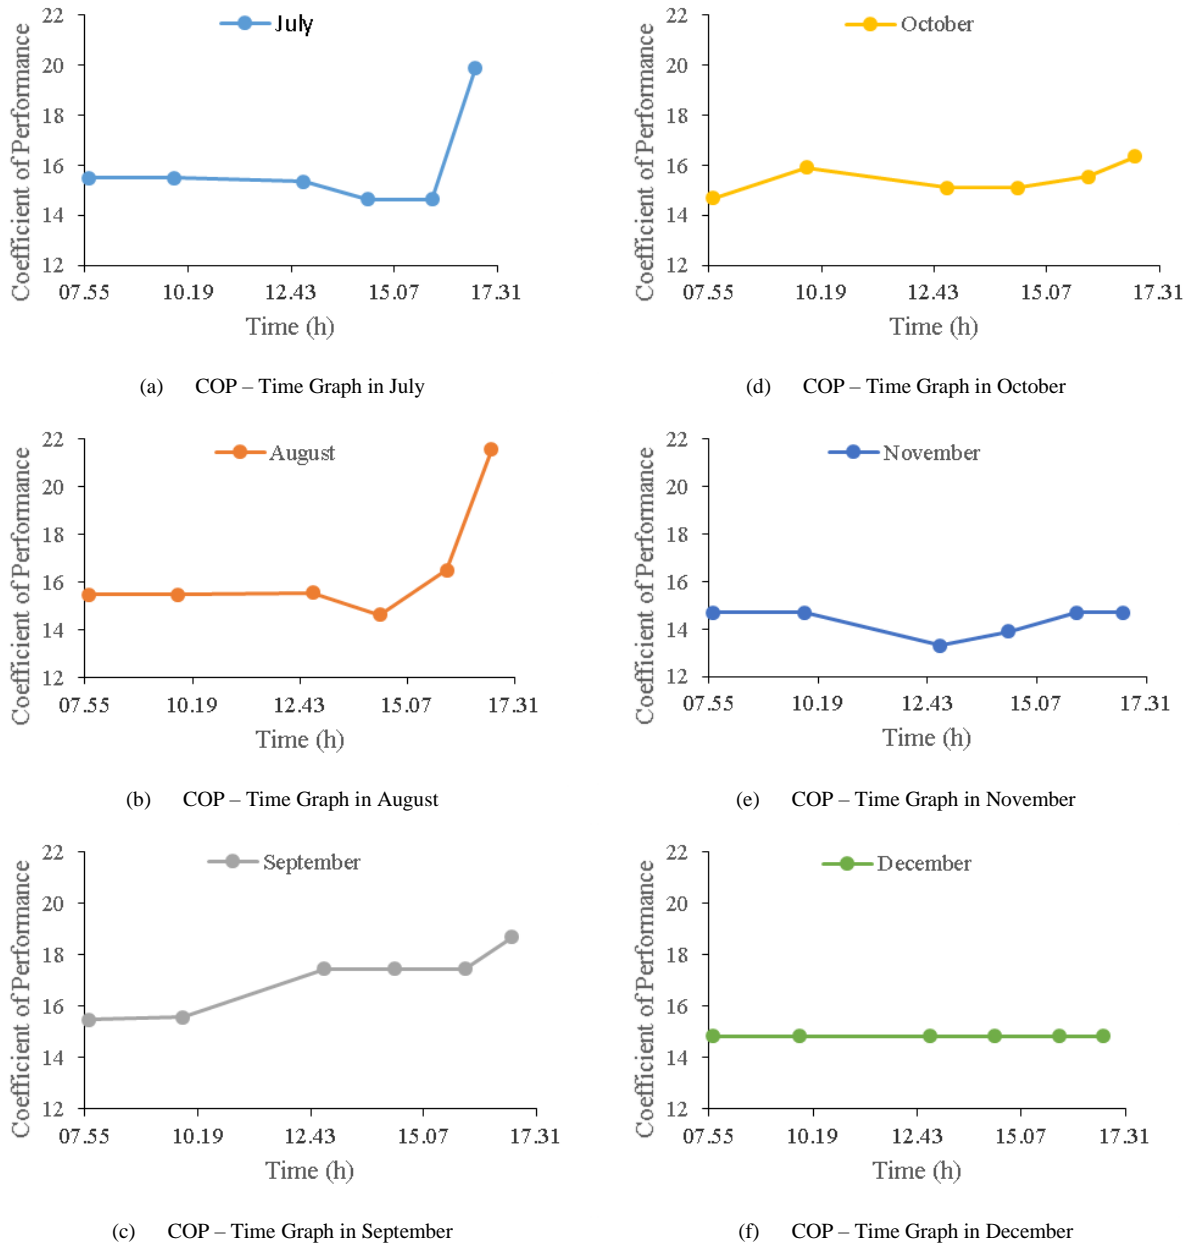 July
Coefficient of Performance
22
20
18
16
14
12
07.55 10.19 12.43 15.07 17.31
Time (h)
(a) COP – Time Graph in July
October
Coefficient of Performance
22
20
18
16
14
12
07.55 10.19 12.43 15.07 17.31
Time (h)
(d) COP – Time Graph in October
August
Coefficient of Performance
22
20
18
16
14
12
07.55 10.19 12.43 15.07 17.31
Time (h)
(b) COP – Time Graph in August
November
Coefficient of Performance
22
20
18
16
14
12
07.55 10.19 12.43 15.07 17.31
Time (h)
(e) COP – Time Graph in November
September
Coefficient of Performance
22
20
18
16
14
12
07.55 10.19 12.43 15.07 17.31
Time (h)
(c) COP – Time Graph in September
December
Coefficient of Performance
22
20
18
16
14
12
07.55 10.19 12.43 15.07 17.31
Time (h)
(f) COP – Time Graph in December